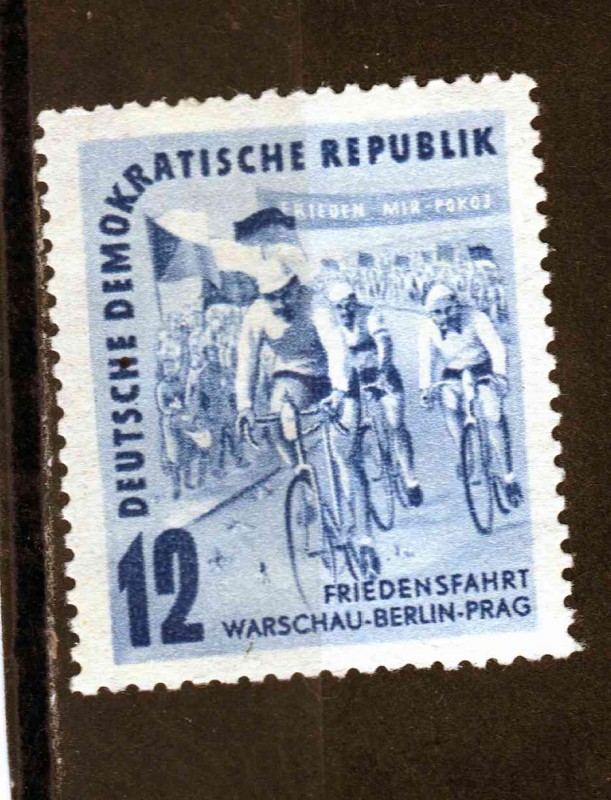 DEUTSCHE DEMOKRATISCHE REPUBLIK
FRIEDEN MIR-POKOJ
12
FRIEDENSFAHRT
WARSCHAU-BERLIN-PRAG